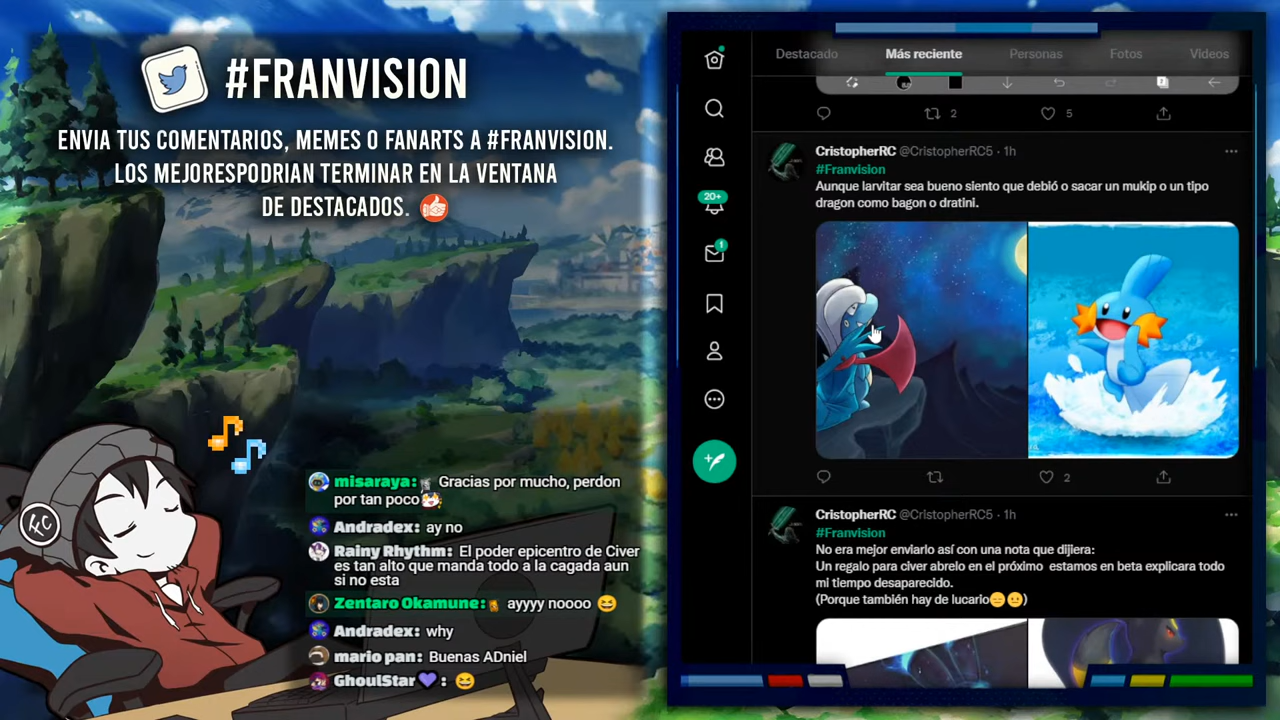 #FRANVISION
ENVIA TUS COMENTARIOS, MEMES O FANARTS A #FRANVISION.
LOS MEJORESPODRIAN TERMINAR EN LA VENTANA
DE DESTACADOS.
misaraya: Gracias por mucho, perdon
por tan poco
Andradex: ay no
Rainy Rhythm: El poder epicentro de Civer
es tan alto que manda todo a la cagada aun
si no esta
Zentaro Okamune: ayyyy noooo
Andradex: why
mario pan: Buenas ADniel
GhoulStar💜:
20+
1
Destacado Más reciente Personas Fotos Videos
2 5
CristopherRC @CristopherRC5 · 1h
#Franvision
Aunque larvitar sea bueno siento que debió o sacar un mukip o un tipo
dragon como bagon o dratini.
2
CristopherRC @CristopherRC5 · 1h
#Franvision
No era mejor enviarlo así con una nota que dijiera:
Un regalo para civer abrelo en el próximo estamos en beta explicara todo
mi tiempo desaparecido.
(Porque también hay de lucario😑😐)